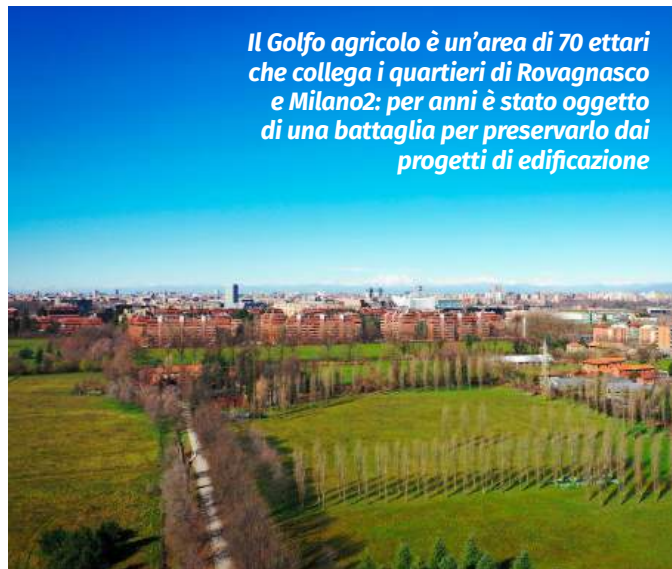 Il Golfo agricolo è un’area di 70 ettari
che collega i quartieri di Rovagnasco
e Milano2: per anni è stato oggetto
di una battaglia per preservarlo dai
progetti di edificazione